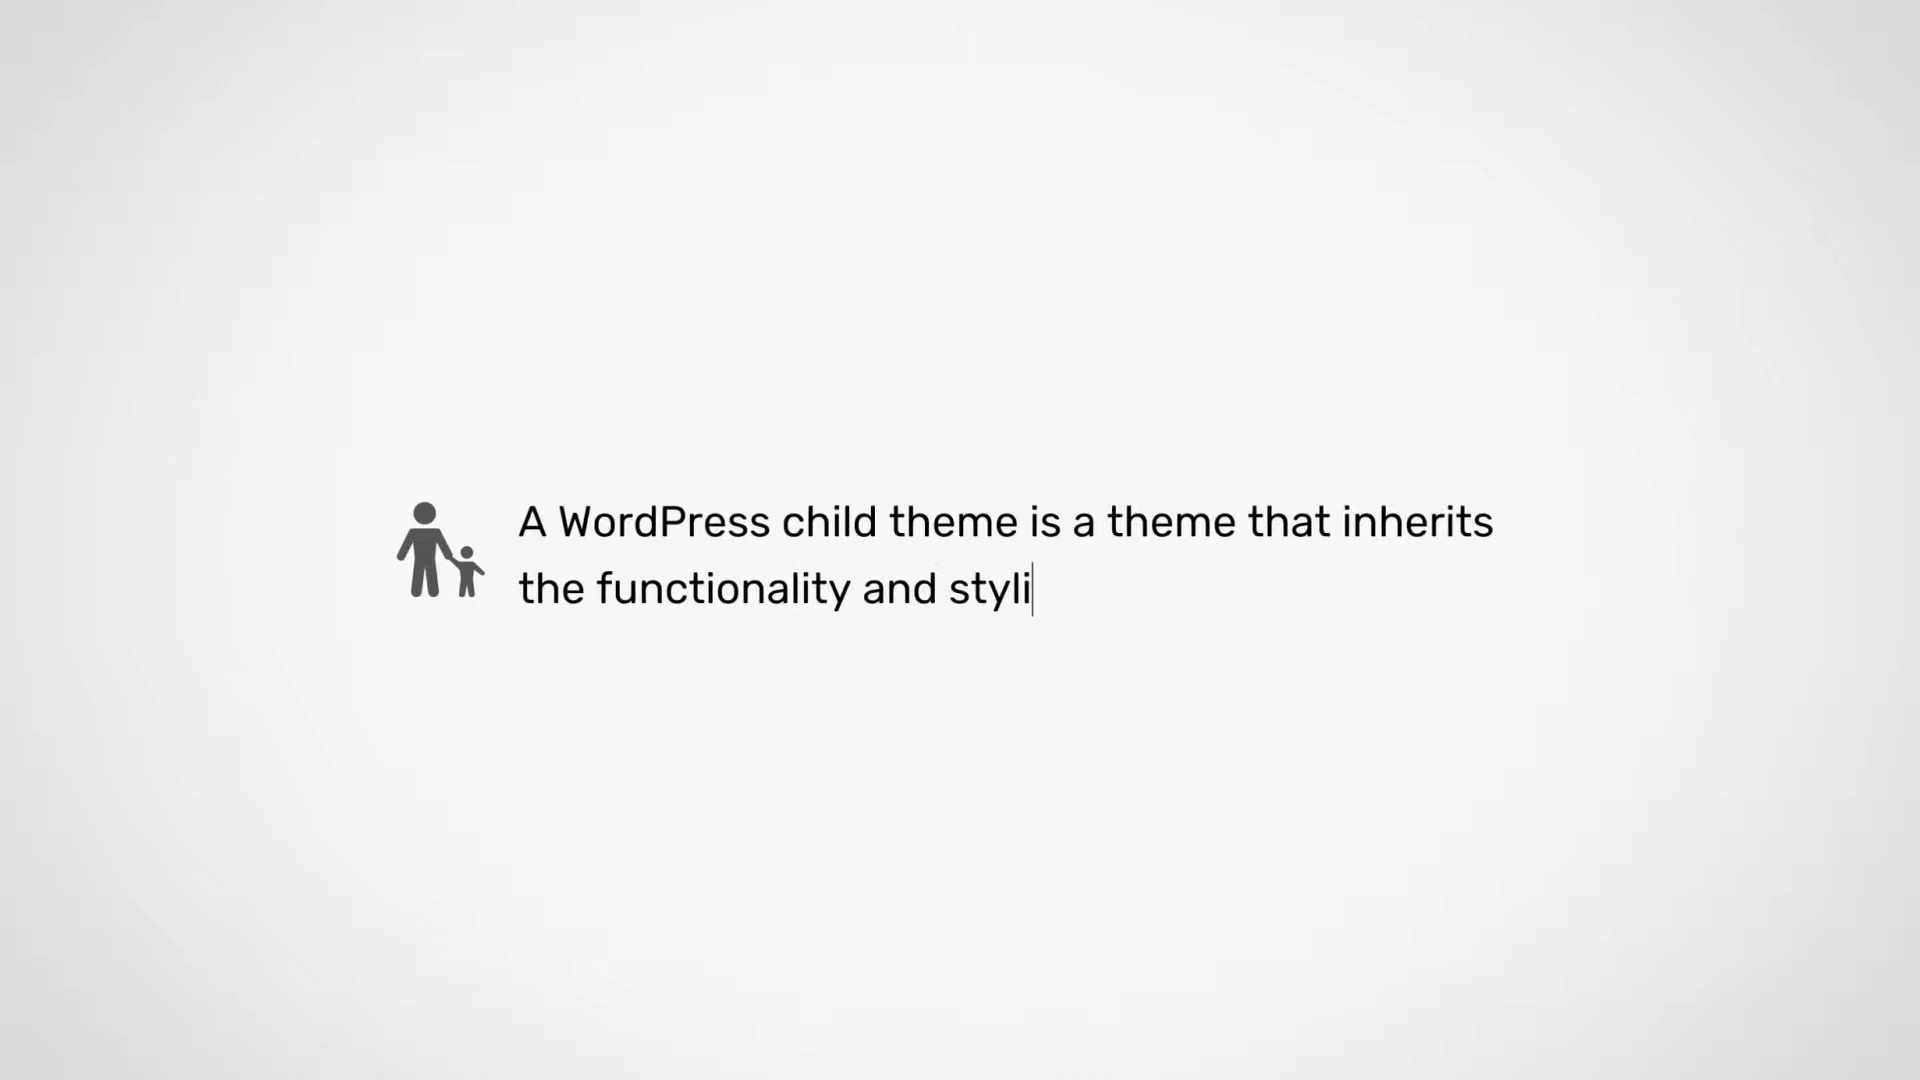 A WordPress child theme is a theme that inherits
the functionality and styli